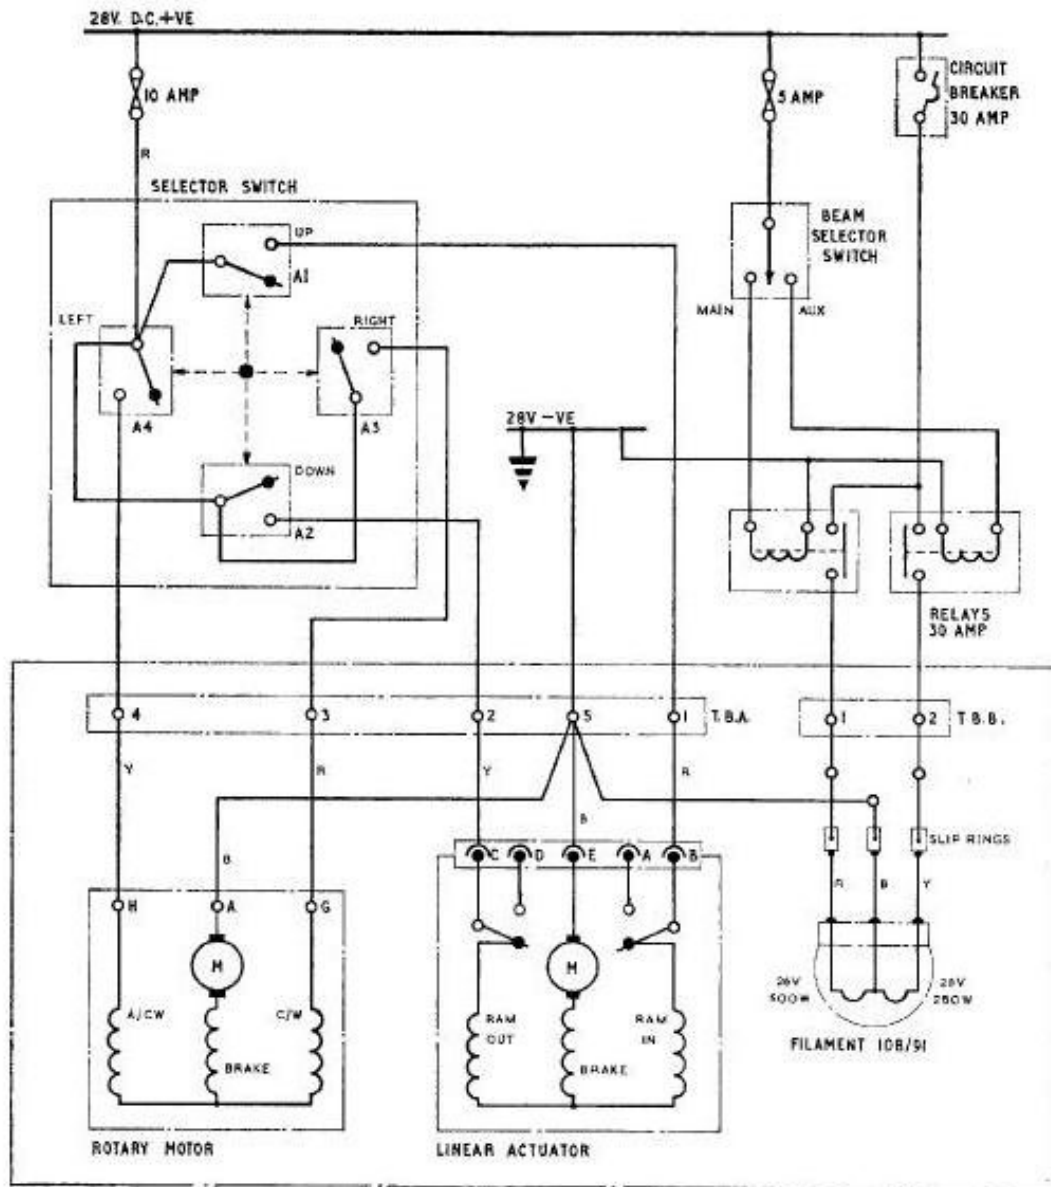 28V. D.C.+VE
10 AMP
5 AMP
CIRCUIT
BREAKER
30 AMP
R
SELECTOR SWITCH
BEAM
SELECTOR
SWITCH
UP
A1
LEFT
RIGHT
MAIN
AUX
A4
A3
28V -VE
DOWN
A2
RELAYS
30 AMP
4
3
2
5
1
T.B.A.
1
2
T.B.B.
Y
R
Y
B
R
B
C
D
E
A
B
SLIP RINGS
R
B
Y
H
A
G
M
M
A/CW
C/W
BRAKE
RAM
OUT
RAM
IN
BRAKE
28V
500W
28V
250W
FILAMENT 108/91
ROTARY MOTOR
LINEAR ACTUATOR